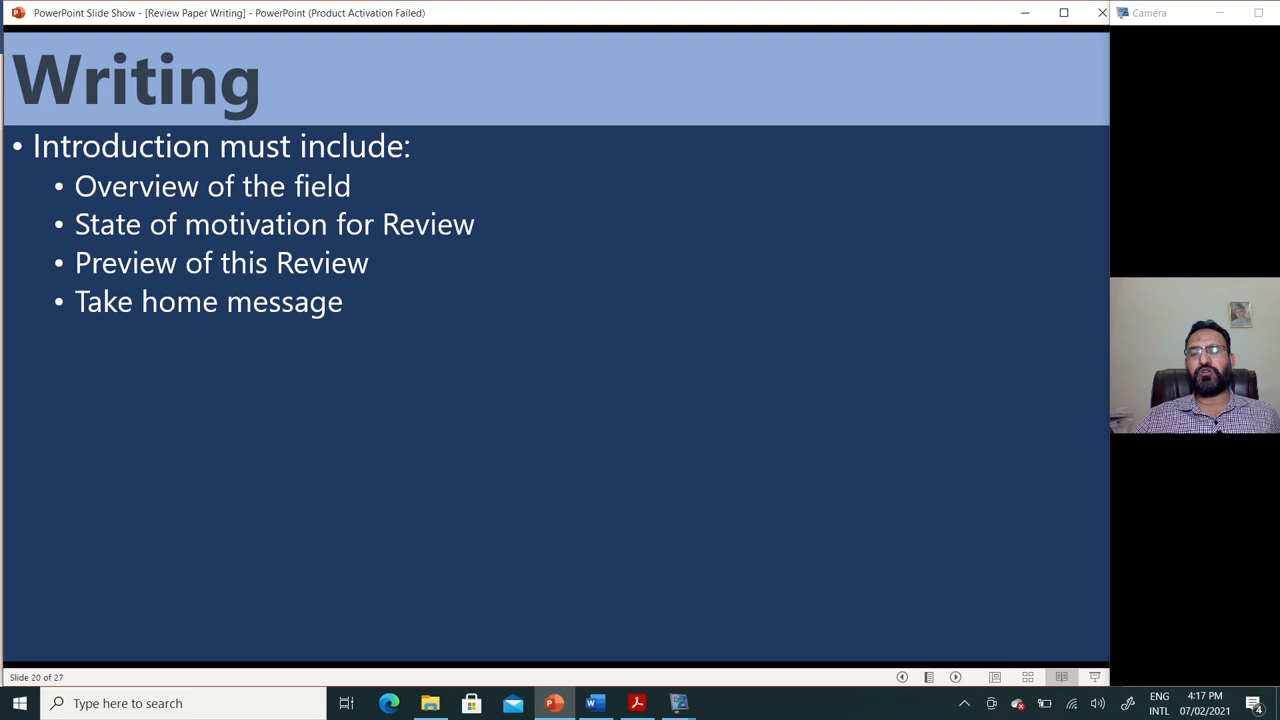 PowerPoint Slide Show - [Review Paper Writing] - PowerPoint (Product Activation Failed)
Camera
Writing
• Introduction must include:
• Overview of the field
• State of motivation for Review
• Preview of this Review
• Take home message
Slide 20 of 27
Type here to search
ENG
INTL
4:17 PM
07/02/2021
4